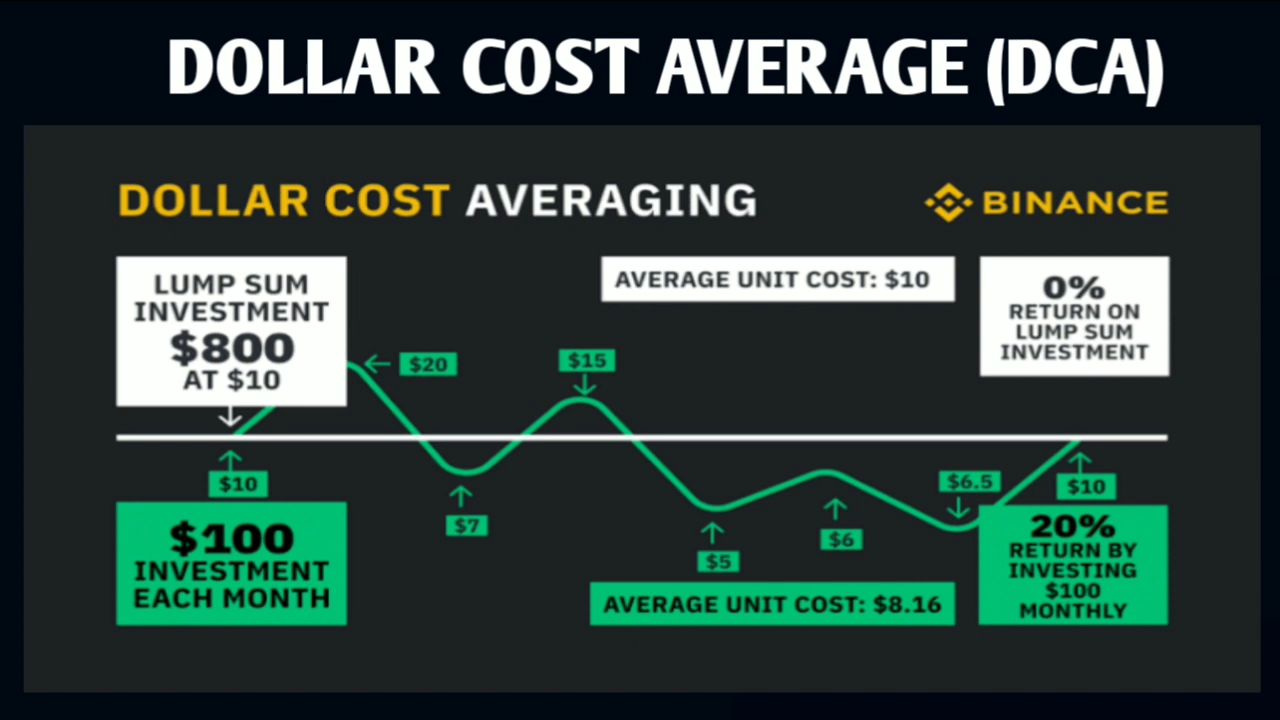 DOLLAR COST AVERAGE (DCA)
DOLLAR COST AVERAGING
BINANCE
LUMP SUM
INVESTMENT
$800
AT $10
AVERAGE UNIT COST: $10
0%
RETURN ON
LUMP SUM
INVESTMENT
$20
$15
$10
$7
$5
$6
$6.5
$10
$100
INVESTMENT
EACH MONTH
AVERAGE UNIT COST: $8.16
20%
RETURN BY
INVESTING
$100
MONTHLY